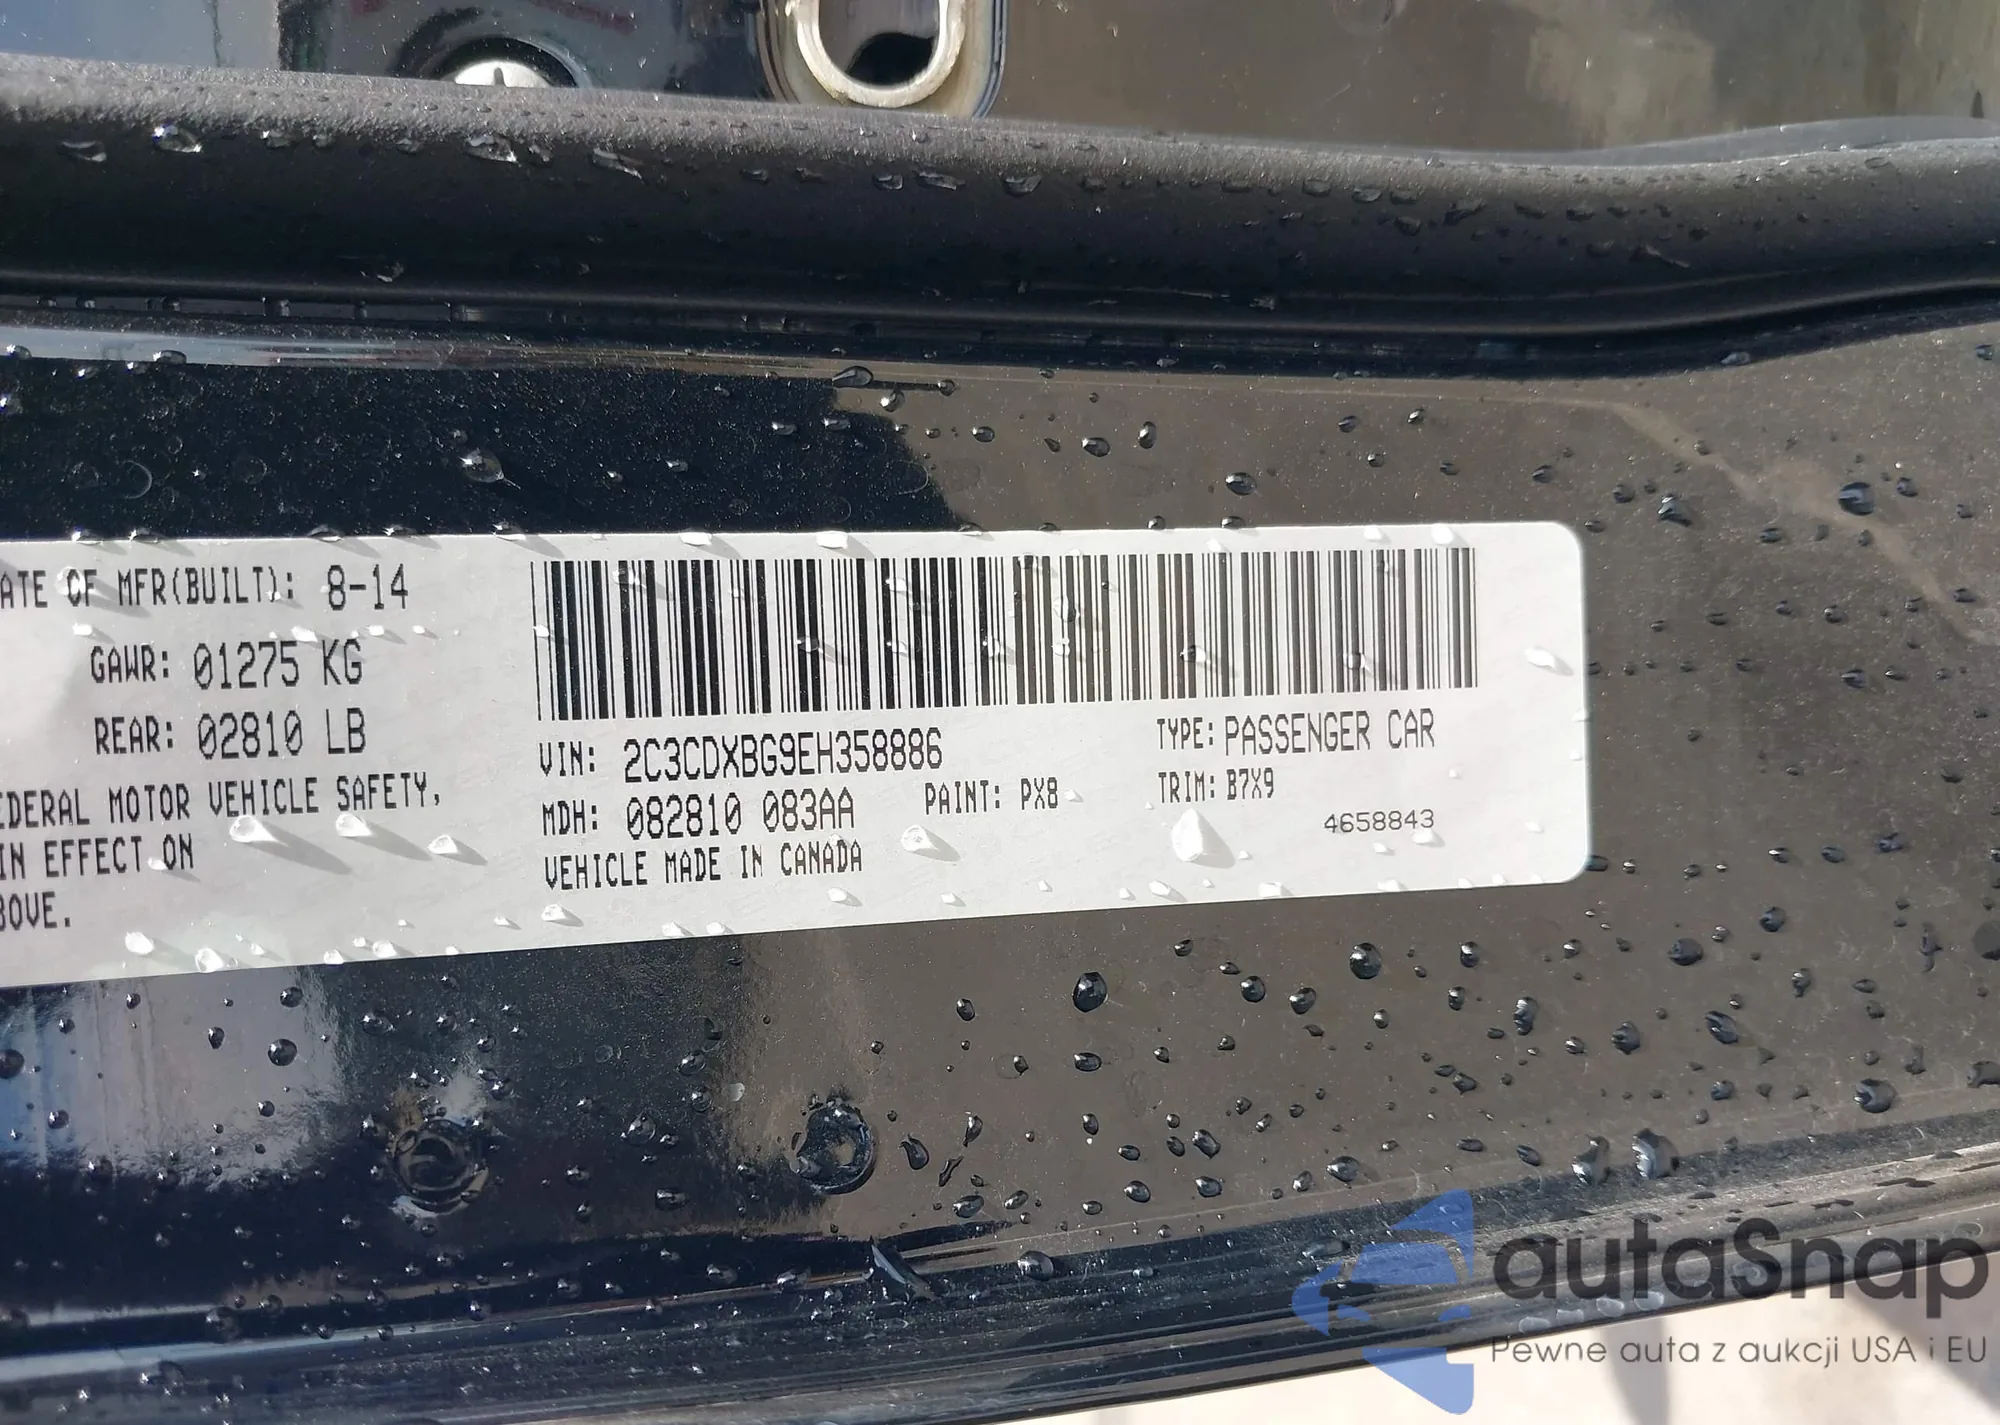 ATE OF MFR(BUILT): 8-14
GAWR: 01275 KG
REAR: 02810 LB
EDERAL MOTOR VEHICLE SAFETY,
IN EFFECT ON
BOVE.
VIN: 2C3CDXBG9EH358886
TYPE: PASSENGER CAR
MDH: 082810 083AA
PAINT: PX8
TRIM: B7X9
VEHICLE MADE IN CANADA
4658843
autaSnap
Pewne auta z aukcji USA i EU